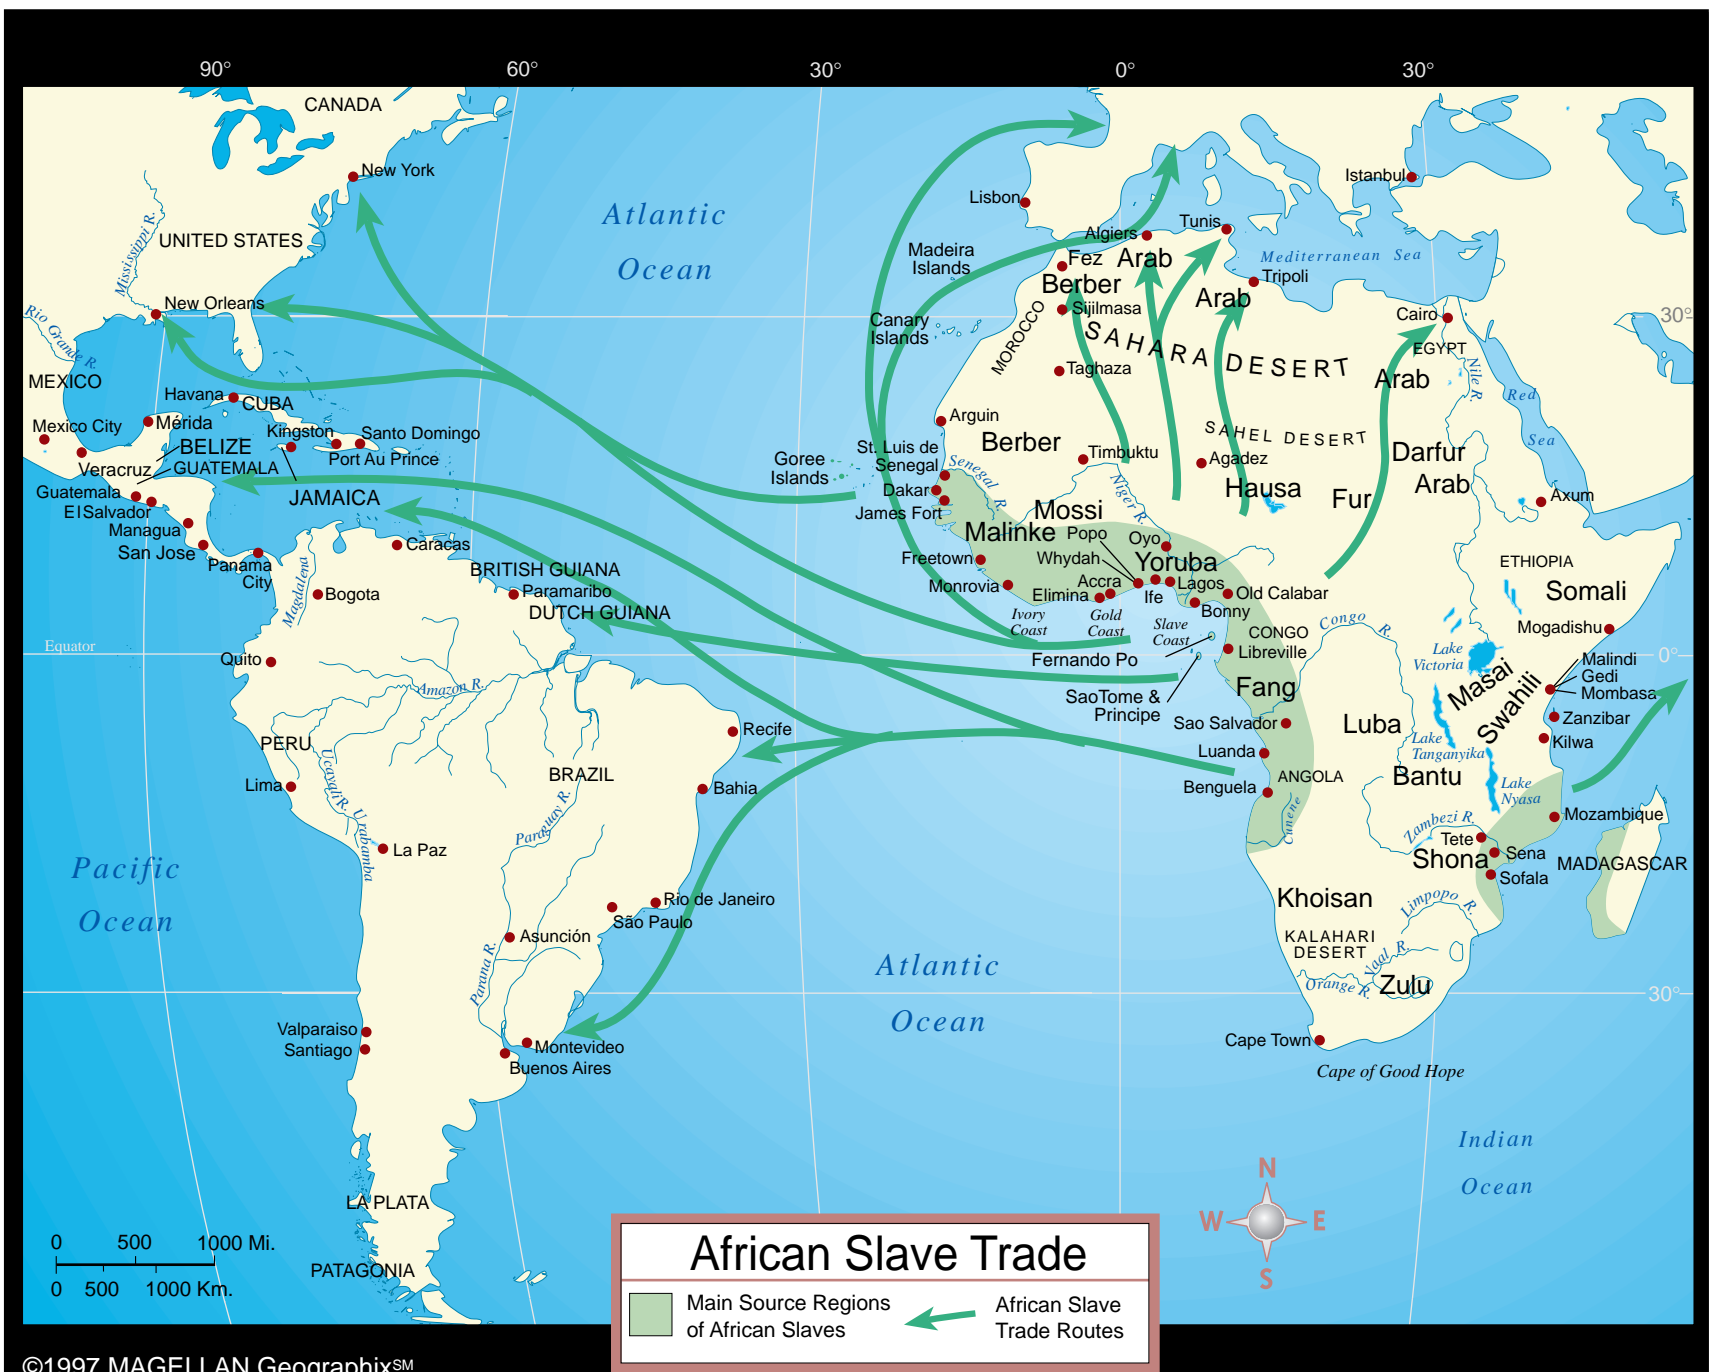 90°
60°
30°
0°
30°
CANADA
New York
Atlantic
Ocean
Lisbon
Istanbul
Mississippi R.
UNITED STATES
Madeira
Islands
Algiers
Tunis
Mediterranean Sea
Fez
Arab
Berber
Tripoli
Arab
New Orleans
Rio Grande R.
Canary
Islands
MOROCCO
Sijilmasa
SAHARA DESERT
Cairo
30°
EGYPT
Nile R.
MEXICO
Taghaza
Arab
Red
Sea
Havana
CUBA
Mexico City
Mérida
Kingston
Santo Domingo
Port Au Prince
BELIZE
Veracruz
GUATEMALA
Guatemala
El Salvador
JAMAICA
Managua
San Jose
Panama
City
Caracas
Magdalena
Bogota
BRITISH GUIANA
Paramaribo
DUTCH GUIANA
Goree
Islands
Arguin
Berber
St. Luis de
Senegal
Senegal R.
Dakar
James Fort
Timbuktu
Niger R.
SAHEL DESERT
Agadez
Hausa
Darfur
Arab
Fur
Axum
Mossi
Malinke
Popo
Oyo
Whydah
Yoruba
Freetown
Monrovia
Accra
Elimina
Lagos
Ife
Old Calabar
Bonny
Ivory
Coast
Gold
Coast
Slave
Coast
Fernando Po
CONGO
Libreville
Congo R.
ETHIOPIA
Somali
Mogadishu
Lake
Victoria
0°
Malindi
Gedi
Mombasa
Masai
Swahili
Zanzibar
Kilwa
Equator
Quito
Amazon R.
Sao Tome &
Principe
Fang
Sao Salvador
Luba
Lake
Tanganyika
Recife
PERU
Ucayali R.
Luanda
Bantu
Lake
Nyasa
Lima
BRAZIL
Bahia
Benguela
ANGOLA
Cunene
Urabamba
Paraguay R.
Mozambique
Zambezi R.
Tete
Sena
Shona
Sofala
MADAGASCAR
La Paz
Pacific
Ocean
Rio de Janeiro
São Paulo
Khoisan
Limpopo R.
Asunción
Parana R.
Atlantic
Ocean
KALAHARI
DESERT
Naal R.
Orange R.
Zulu
30°
Valparaiso
Santiago
Montevideo
Buenos Aires
Cape Town
Cape of Good Hope
Indian
Ocean
N
W
E
S
LA PLATA
PATAGONIA
0 500 1000 Mi.
0 500 1000 Km.
African Slave Trade
Main Source Regions
of African Slaves
African Slave
Trade Routes
©1997 MAGELLAN Geographix℠